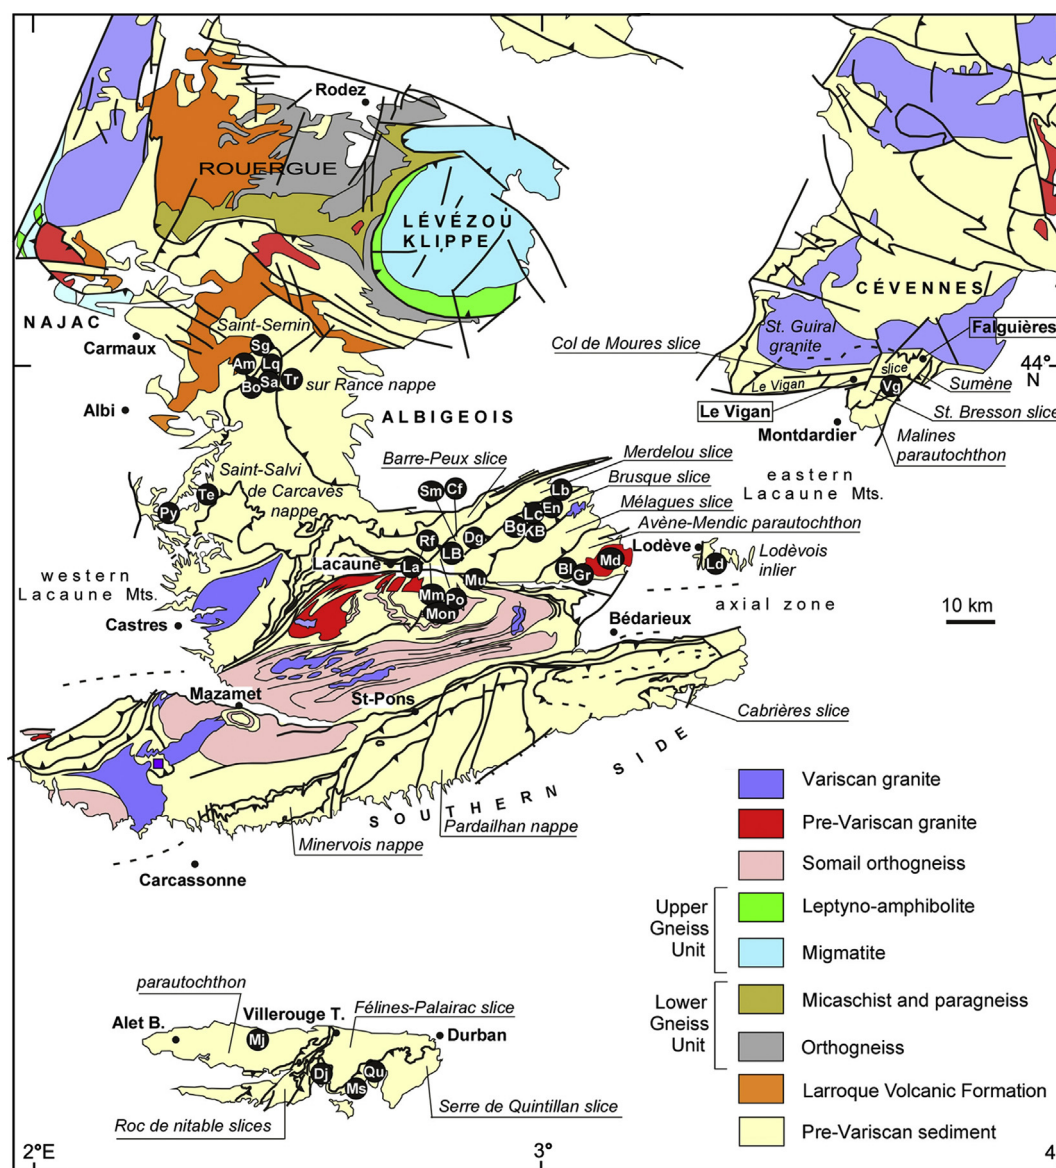 Rodez
ROUERGUE
LÉVÉZOU
KLIPPE
NAJAC
Carmaux
Saint-Sernin
Sg
Am
Lq
Bo
Sa
Tr
sur Rance nappe
Albi
ALBIGEOIS
CÉVENNES
St. Guiral
granite
Falguières
Col de Moures slice
slice
44°
N
Le Vigan
Vg
Sumène
Le Vigan
St. Bresson slice
Montdardier
Malines
parautochthon
Barre-Peux slice
Merdelou slice
eastern
Lacaune Mts.
Saint-Salvi
de Carcavès
nappe
Te
Py
Sm
Cf
Lb
Brusque slice
Mélagues slice
En
Lc
Bg
KB
Avène-Mendic parautochthon
Rf
Dg
LB
Lodève
Lodévois
inlier
Ld
Lacaune
La
Mu
Bl
Gr
Md
western
Lacaune Mts.
Mm
Po
Mon
axial zone
10 km
Castres
Bédarieux
Mazamet
St-Pons
Cabrières slice
SOUTHERN SIDE
Pardailhan nappe
Minervois nappe
Carcassonne
Variscan granite
Pre-Variscan granite
Somail orthogneiss
Upper
Gneiss
Unit
Leptyno-amphibolite
Migmatite
Lower
Gneiss
Unit
Micaschist and paragneiss
Orthogneiss
Larroque Volcanic Formation
Pre-Variscan sediment
parautochthon
Villerouge T.
Félines-Palairac slice
Alet B.
Mj
Durban
Dj
Qu
Ms
Roc de nitable slices
Serre de Quintillan slice
2°E
3°
4